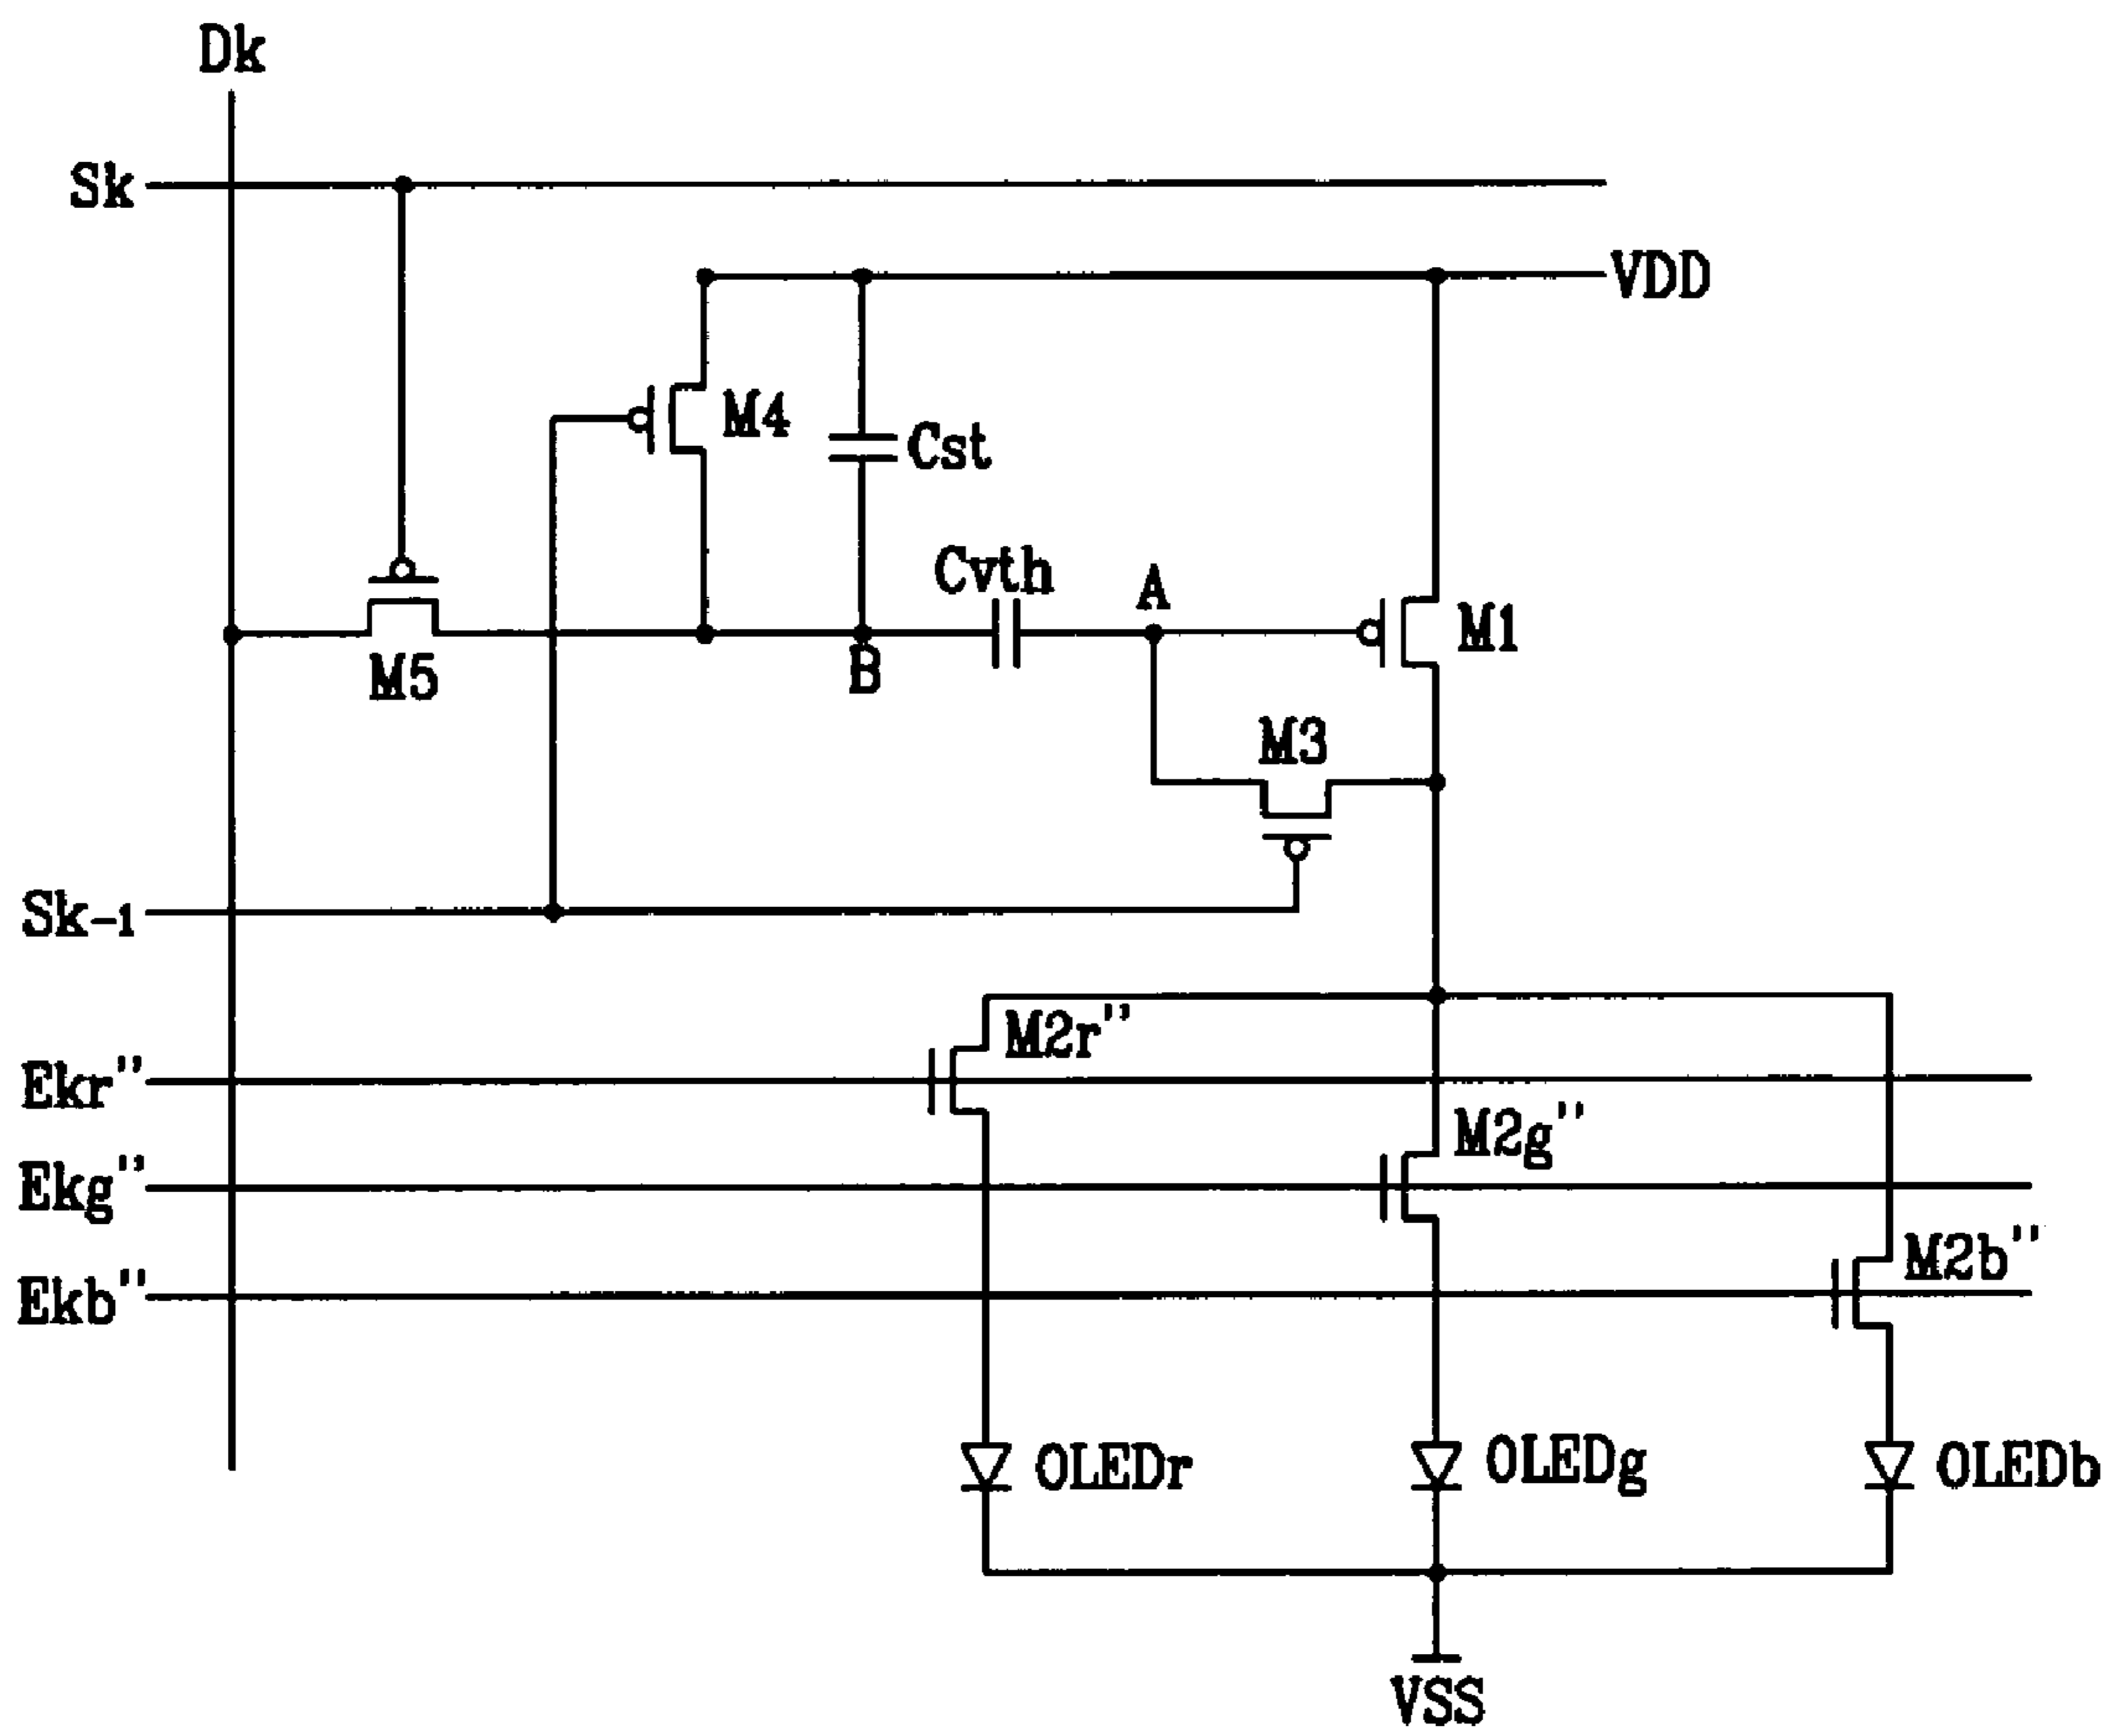 Dk
Sk
VDD
M4
Cst
Cvth
A
M1
M5
B
M3
Sk-1
M2r"
Ekr"
M2g"
Ekg"
M2b"
Ekb"
OLEDr
OLEDg
OLEDb
VSS